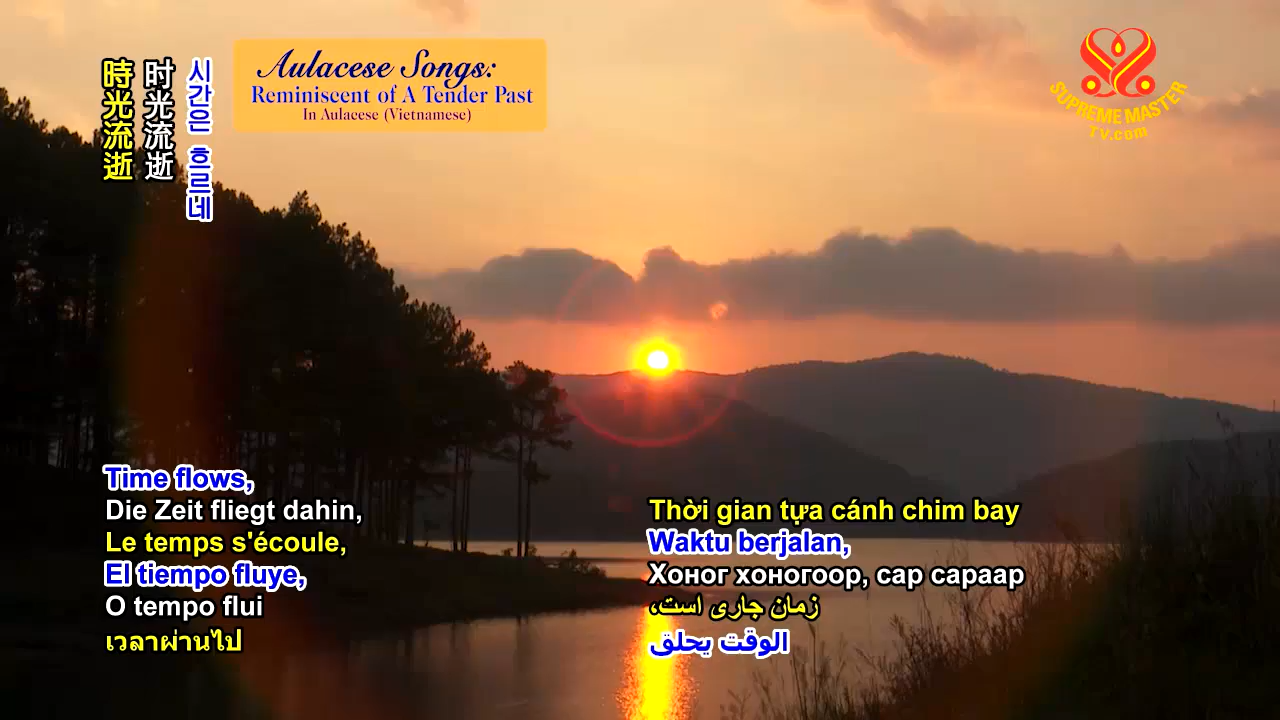 時光流逝
时光流逝
시간은 흐르네
Aulacese Songs:
Reminiscent of A Tender Past
In Aulacese (Vietnamese)
SUPREME MASTER
TV.com
Time flows,
Die Zeit fliegt dahin,
Le temps s'écoule,
El tiempo fluye,
O tempo flui
เวลาผ่านไป
Thời gian tựa cánh chim bay
Waktu berjalan,
Хоног хоногоор, сар сараар
زمان جاری است،
الوقت يحلق